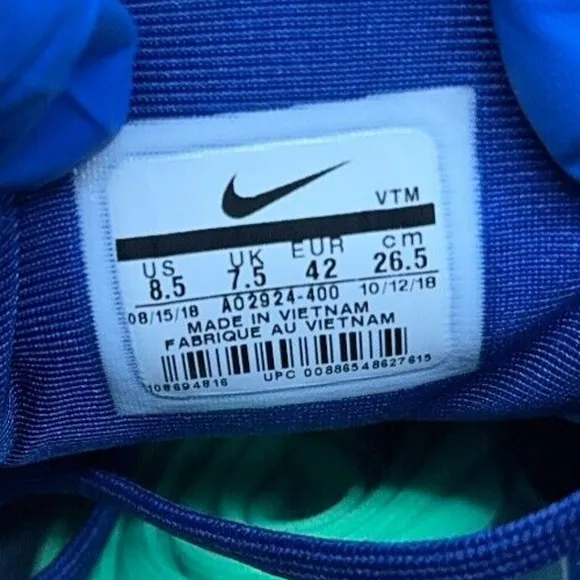 VTM
US UK EUR cm
8.5 7.5 42 26.5
08/15/18 AO2924-400 10/12/18
MADE IN VIETNAM
FABRIQUE AU VIETNAM
108694816 UPC 00886548627615